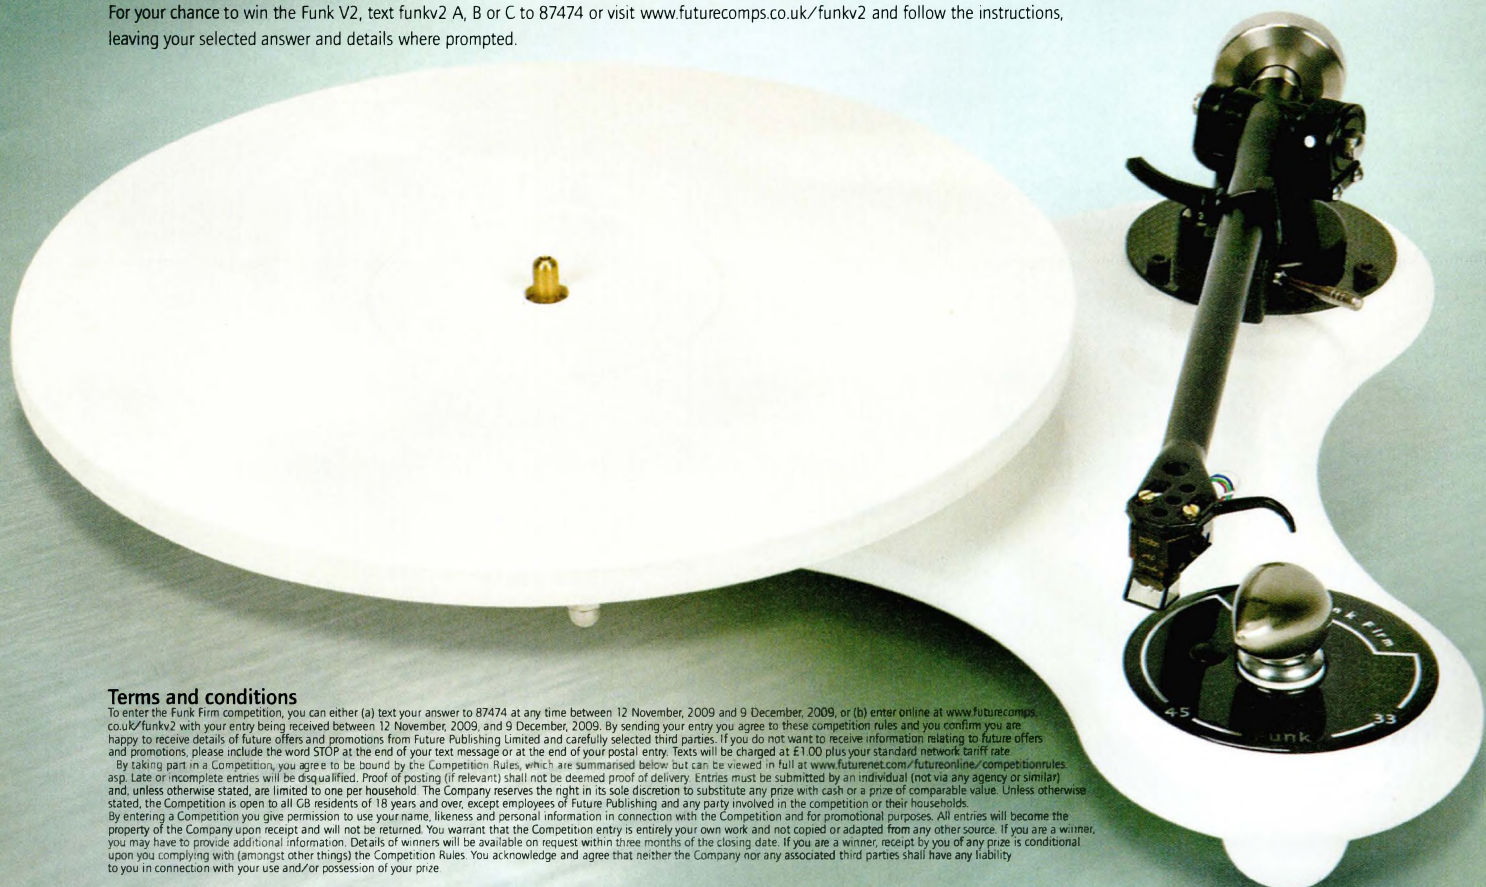 For your chance to win the Funk V2, text funkv2 A, B or C to 87474 or visit www.futurecomps.co.uk/funkv2 and follow the instructions,
leaving your selected answer and details where prompted.
nk Firm
45
33
Funk
Terms and conditions
To enter the Funk Firm competition, you can either (a) text your answer to 87474 at any time between 12 November, 2009 and 9 December, 2009, or (b) enter online at www.futurecomps.
co.uk/funkv2 with your entry being received between 12 November, 2009, and 9 December, 2009. By sending your entry you agree to these competition rules and you confirm you are
happy to receive details of future offers and promotions from Future Publishing Limited and carefully selected third parties. If you do not want to receive information relating to future offers
and promotions, please include the word STOP at the end of your text message or at the end of your postal entry. Texts will be charged at £1.00 plus your standard network tariff rate.
By taking part in a Competition, you agree to be bound by the Competition Rules, which are summarised below but can be viewed in full at www.futurenet.com/futureonline/competitionrules.
asp. Late or incomplete entries will be disqualified. Proof of posting (if relevant) shall not be deemed proof of delivery. Entries must be submitted by an individual (not via any agency or similar)
and, unless otherwise stated, are limited to one per household. The Company reserves the right in its sole discretion to substitute any prize with cash or a prize of comparable value. Unless otherwise
stated, the Competition is open to all GB residents of 18 years and over, except employees of Future Publishing and any party involved in the competition or their households.
By entering a Competition you give permission to use your name, likeness and personal information in connection with the Competition and for promotional purposes. All entries will become the
property of the Company upon receipt and will not be returned. You warrant that the Competition entry is entirely your own work and not copied or adapted from any other source. If you are a winner,
you may have to provide additional information. Details of winners will be available on request within three months of the closing date. If you are a winner, receipt by you of any prize is conditional
upon you complying with (amongst other things) the Competition Rules. You acknowledge and agree that neither the Company nor any associated third parties shall have any liability
to you in connection with your use and/or possession of your prize.